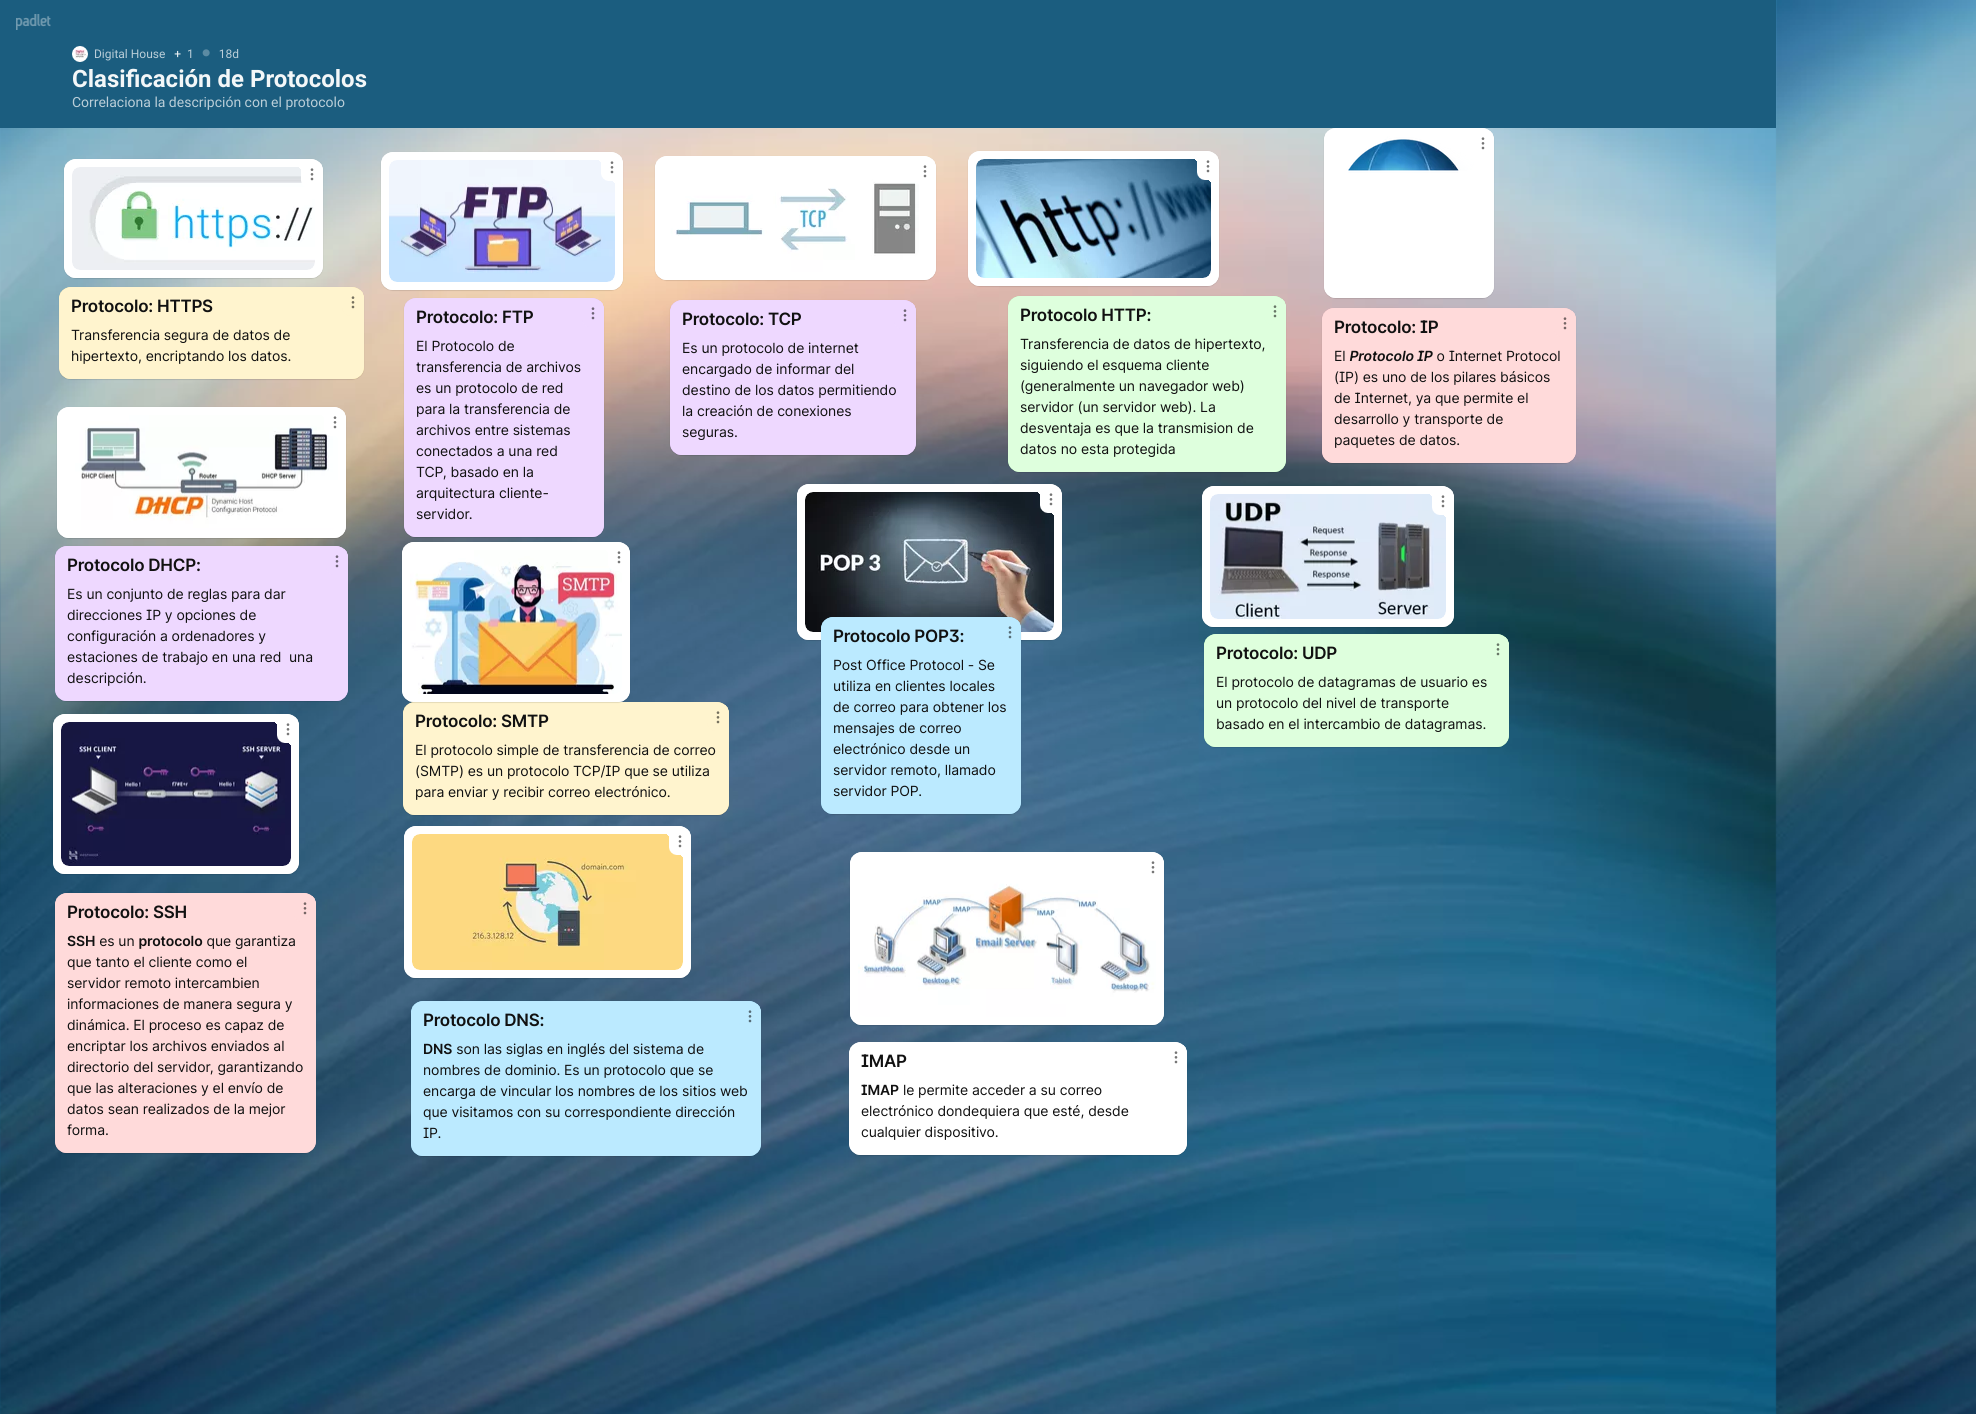 padlet
Digital House + 1 18d
Clasificación de Protocolos
Correlaciona la descripción con el protocolo
https://
Protocolo: HTTPS
Transferencia segura de datos de
hipertexto, encriptando los datos.
FTP
Protocolo: FTP
El Protocolo de
transferencia de archivos
es un protocolo de red
para la transferencia de
archivos entre sistemas
conectados a una red
TCP, basado en la
arquitectura cliente-
servidor.
TCP
Protocolo: TCP
Es un protocolo de internet
encargado de informar del
destino de los datos permitiendo
la creación de conexiones
seguras.
http://www
Protocolo HTTP:
Transferencia de datos de hipertexto,
siguiendo el esquema cliente
(generalmente un navegador web)
servidor (un servidor web). La
desventaja es que la transmision de
datos no esta protegida
Protocolo: IP
El Protocolo IP o Internet Protocol
(IP) es uno de los pilares básicos
de Internet, ya que permite el
desarrollo y transporte de
paquetes de datos.
DHCP Client
Router
DHCP Server
DHCP
Dynamic Host
Configuration Protocol
Protocolo DHCP:
Es un conjunto de reglas para dar
direcciones IP y opciones de
configuración a ordenadores y
estaciones de trabajo en una red  una
descripción.
SMTP
Protocolo: SMTP
El protocolo simple de transferencia de correo
(SMTP) es un protocolo TCP/IP que se utiliza
para enviar y recibir correo electrónico.
POP 3
Protocolo POP3:
Post Office Protocol - Se
utiliza en clientes locales
de correo para obtener los
mensajes de correo
electrónico desde un
servidor remoto, llamado
servidor POP.
UDP
Request
Response
Response
Client
Server
Protocolo: UDP
El protocolo de datagramas de usuario es
un protocolo del nivel de transporte
basado en el intercambio de datagramas.
SSH CLIENT
SSH SERVER
Hello !
Hello !
Protocolo: SSH
SSH es un protocolo que garantiza
que tanto el cliente como el
servidor remoto intercambien
informaciones de manera segura y
dinámica. El proceso es capaz de
encriptar los archivos enviados al
directorio del servidor, garantizando
que las alteraciones y el envío de
datos sean realizados de la mejor
forma.
domain.com
216.3.128.12
Protocolo DNS:
DNS son las siglas en inglés del sistema de
nombres de dominio. Es un protocolo que se
encarga de vincular los nombres de los sitios web
que visitamos con su correspondiente dirección
IP.
IMAP
IMAP
IMAP
IMAP
Email Server
SmartPhone
Desktop PC
Tablet
Desktop PC
IMAP
IMAP le permite acceder a su correo
electrónico dondequiera que esté, desde
cualquier dispositivo.